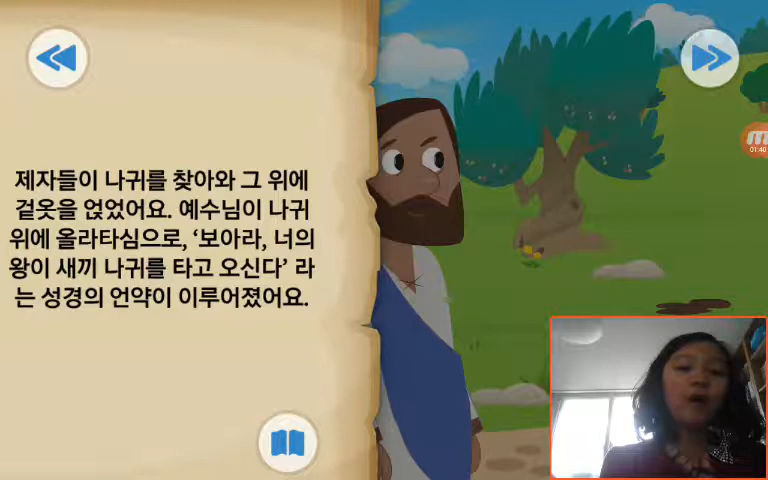 제자들이 나귀를 찾아와 그 위에
겉옷을 얹었어요. 예수님이 나귀
위에 올라타심으로, ‘보아라, 너의
왕이 새끼 나귀를 타고 오신다’ 라
는 성경의 언약이 이루어졌어요.
01:40